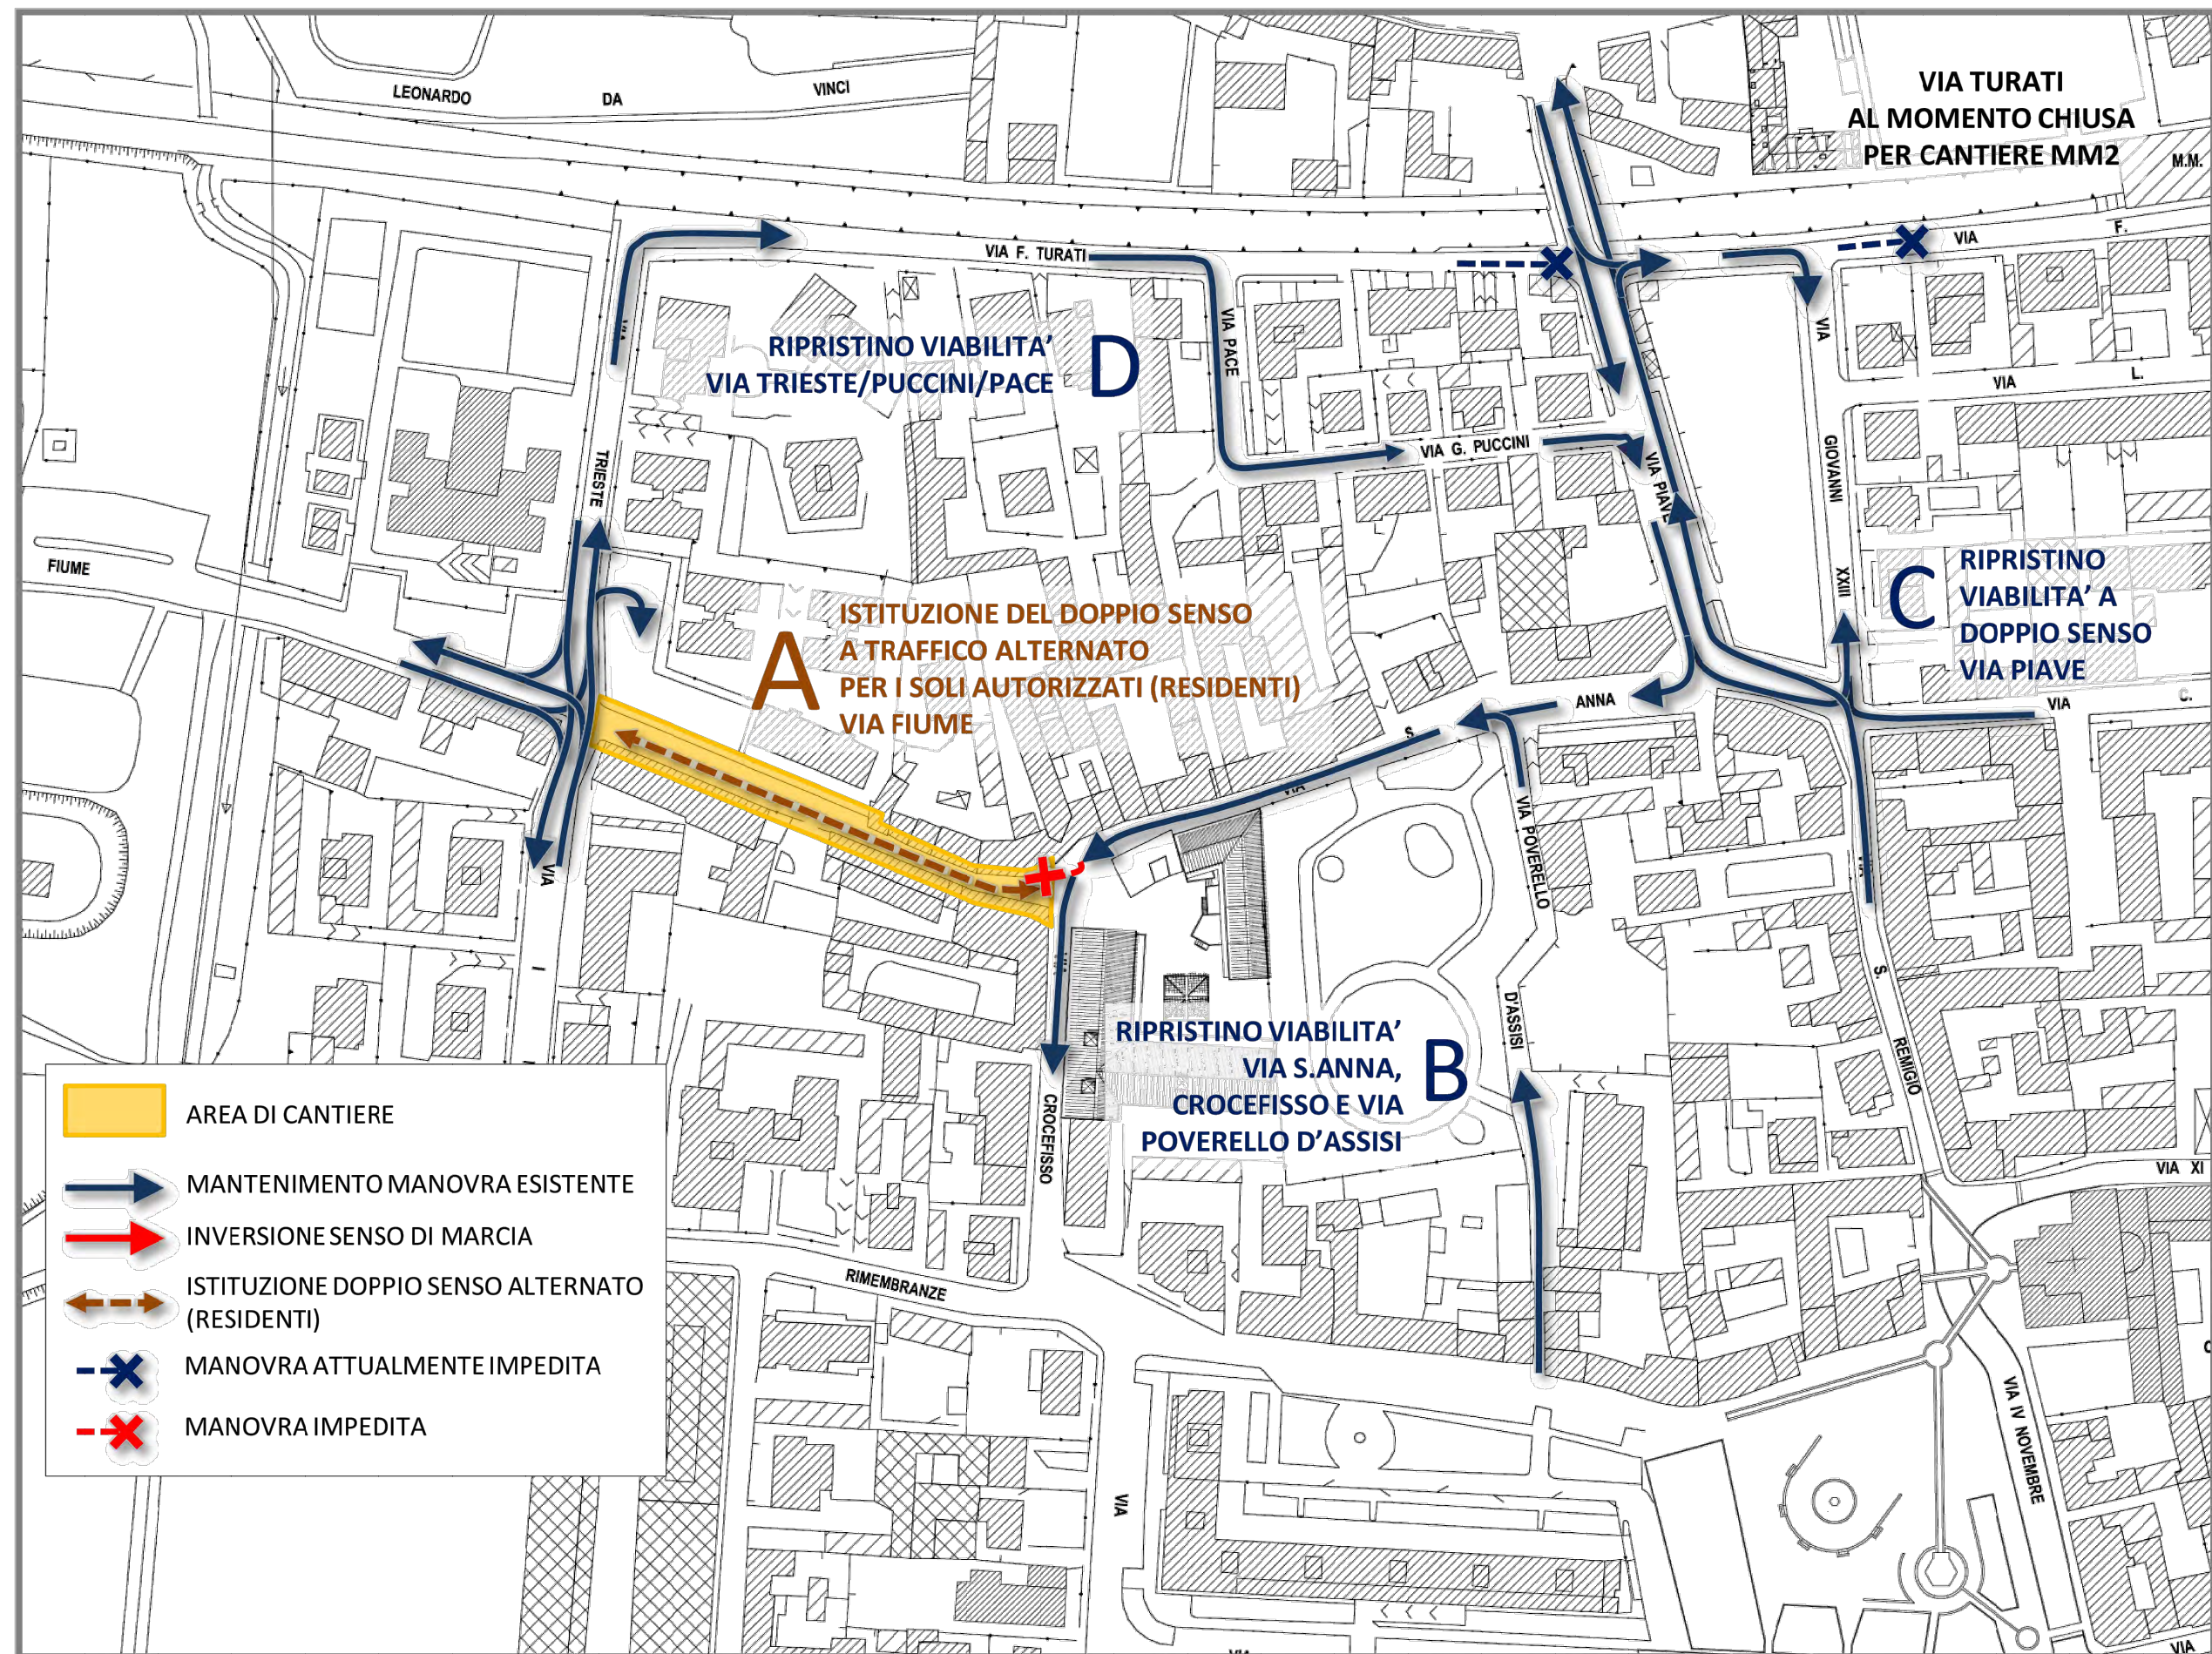 LEONARDO DA VINCI
VIA TURATI
AL MOMENTO CHIUSA
PER CANTIERE MM2
M.M.
VIA F. TURATI
VIA F.
VIA
RIPRISTINO VIABILITA'
VIA TRIESTE/PUCCINI/PACE
D
VIA PACE
VIA
VIA L.
VIA G. PUCCINI
TRIESTE
VIA PIAVE
GIOVANNI
XXIII
FIUME
C
RIPRISTINO
VIABILITA' A
DOPPIO SENSO
VIA PIAVE
A
ISTITUZIONE DEL DOPPIO SENSO
A TRAFFICO ALTERNATO
PER I SOLI AUTORIZZATI (RESIDENTI)
VIA FIUME
VIA S. ANNA
VIA C.
VIA POVERELLO
D'ASSISI
VIA
VIA
S.
REMIGIO
RIPRISTINO VIABILITA'
VIA S.ANNA,
CROCEFISSO E VIA
POVERELLO D'ASSISI
B
CROCEFISSO
VIA XI
RIMEMBRANZE
AREA DI CANTIERE
MANTENIMENTO MANOVRA ESISTENTE
INVERSIONE SENSO DI MARCIA
ISTITUZIONE DOPPIO SENSO ALTERNATO
(RESIDENTI)
MANOVRA ATTUALMENTE IMPEDITA
MANOVRA IMPEDITA
VIA
VIA IV NOVEMBRE
VIA